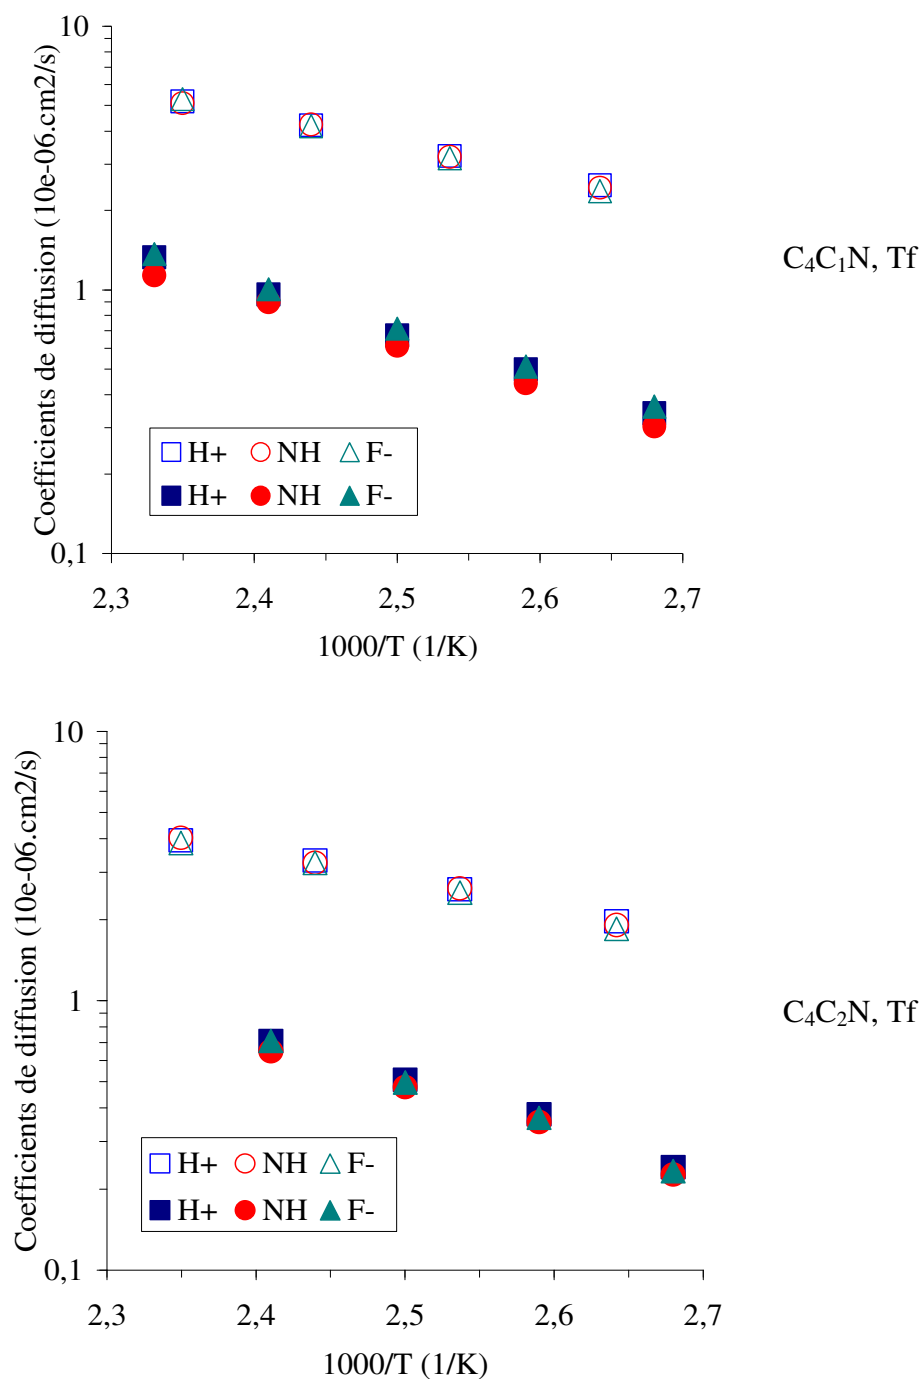 Coefficients de diffusion (10e-06.cm2/s)
10
1
0,1
H+ NH F-
H+ NH F-
2,3 2,4 2,5 2,6 2,7
1000/T (1/K)
C₄C₁N, Tf
Coefficients de diffusion (10e-06.cm2/s)
10
1
0,1
H+ NH F-
H+ NH F-
2,3 2,4 2,5 2,6 2,7
1000/T (1/K)
C₄C₂N, Tf